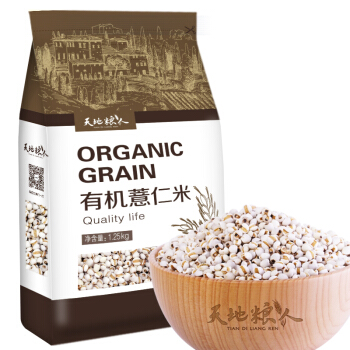 天地粮人
ORGANIC
GRAIN
有机薏仁米
Quality life
净含量：1.25kg
天地粮人
TIAN DI LIANG REN